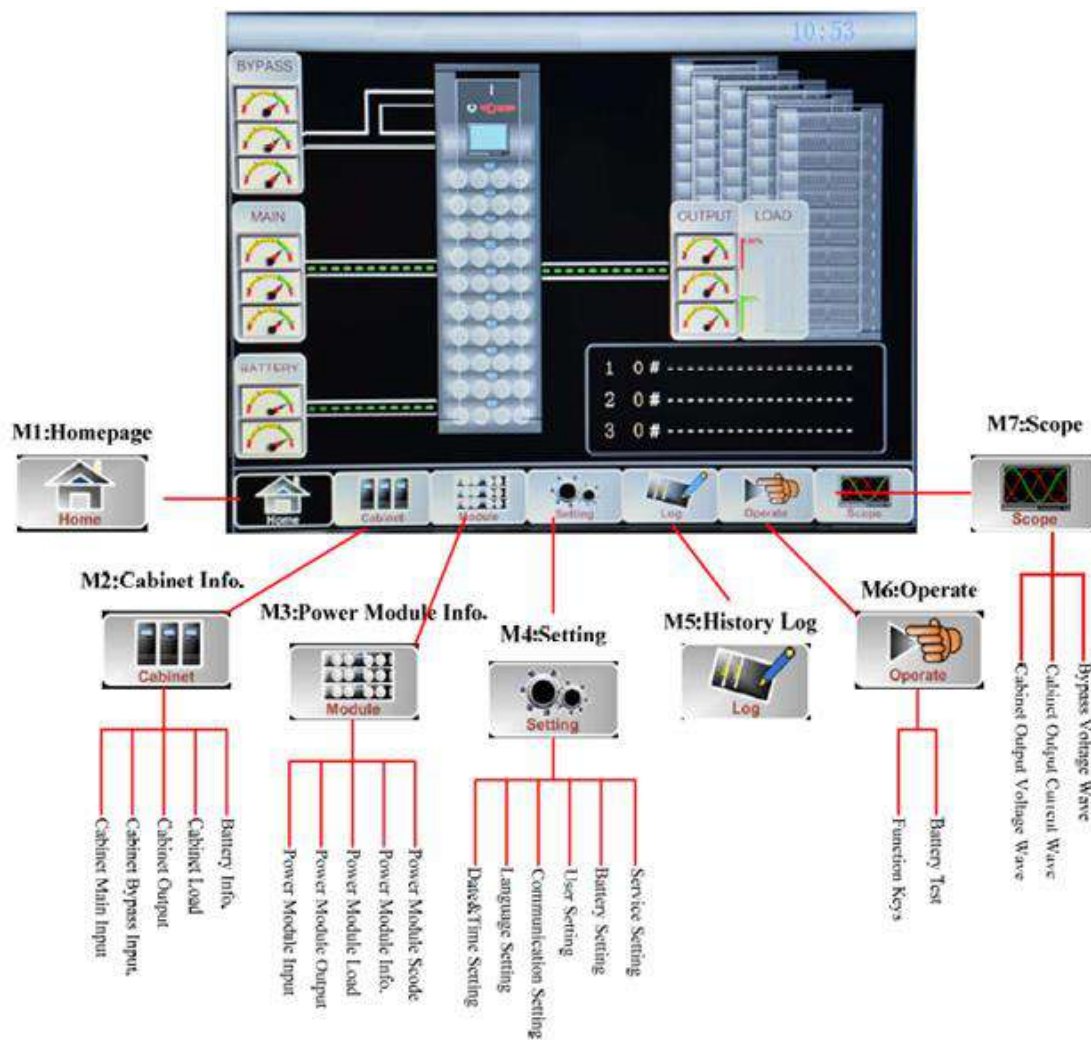 10:53
BYPASS
MAIN
OUTPUT LOAD
BATTERY
1 0#--------------------
2 0#--------------------
3 0#--------------------
M1:Homepage
Home
M7:Scope
Scope
Home Cabinet Module Setting Log Operate Scope
M2:Cabinet Info.
Cabinet
M3:Power Module Info.
Module
M4:Setting
Setting
M5:History Log
Log
M6:Operate
Operate
Cabinet Main Input
Cabinet Bypass Input,
Cabinet Output
Cabinet Load
Battery Info.
Power Module Input
Power Module Output
Power Module Load
Power Module Info.
Power Module Scode
Date&Time Setting
Language Setting
Communication Setting
User Setting
Battery Setting
Service Setting
Function Keys
Battery Test
Cabinet Output Voltage Wave
Cabinet Output Current Wave
Bypass Voltage Wave